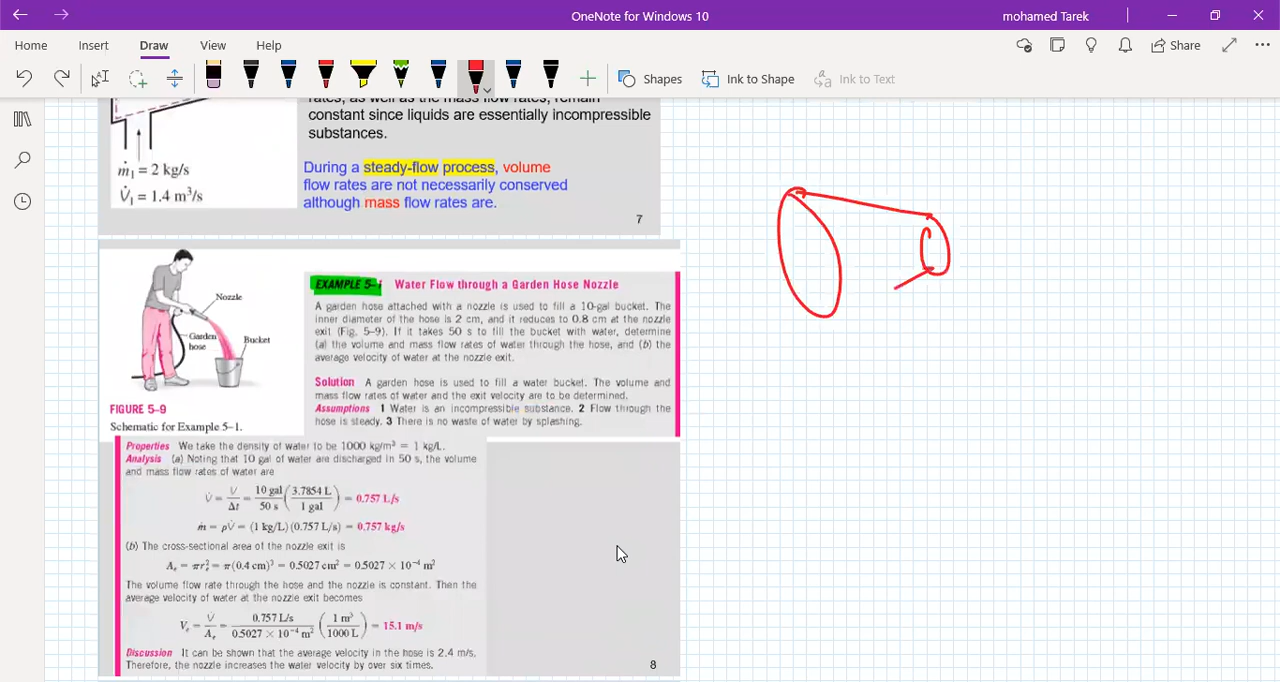 OneNote for Windows 10
mohamed Tarek
Home Insert Draw View Help
Share
Shapes
Ink to Shape
Ink to Text
rates, as well as the mass flow rates, remain
constant since liquids are essentially incompressible
substances.
ṁ1 = 2 kg/s
V̇1 = 1.4 m³/s
During a steady-flow process, volume
flow rates are not necessarily conserved
although mass flow rates are.
7
Nozzle
Garden
hose
Bucket
FIGURE 5–9
Schematic for Example 5–1.
EXAMPLE 5–1 Water Flow through a Garden Hose Nozzle
A garden hose attached with a nozzle is used to fill a 10-gal bucket. The
inner diameter of the hose is 2 cm, and it reduces to 0.8 cm at the nozzle
exit (Fig. 5–9). If it takes 50 s to fill the bucket with water, determine
(a) the volume and mass flow rates of water through the hose, and (b) the
average velocity of water at the nozzle exit.
Solution A garden hose is used to fill a water bucket. The volume and
mass flow rates of water and the exit velocity are to be determined.
Assumptions 1 Water is an incompressible substance. 2 Flow through the
hose is steady. 3 There is no waste of water by splashing.
Properties We take the density of water to be 1000 kg/m³ = 1 kg/L.
Analysis (a) Noting that 10 gal of water are discharged in 50 s, the volume
and mass flow rates of water are
V̇ = V/Δt = 10 gal/50 s (3.7854 L/1 gal) = 0.757 L/s
ṁ = ρV̇ = (1 kg/L)(0.757 L/s) = 0.757 kg/s
(b) The cross-sectional area of the nozzle exit is
Ae = πre² = π(0.4 cm)² = 0.5027 cm² = 0.5027 × 10⁻⁴ m²
The volume flow rate through the hose and the nozzle is constant. Then the
average velocity of water at the nozzle exit becomes
Ve = V̇/Ae = 0.757 L/s/0.5027 × 10⁻⁴ m² (1 m³/1000 L) = 15.1 m/s
Discussion It can be shown that the average velocity in the hose is 2.4 m/s.
Therefore, the nozzle increases the water velocity by over six times.
8